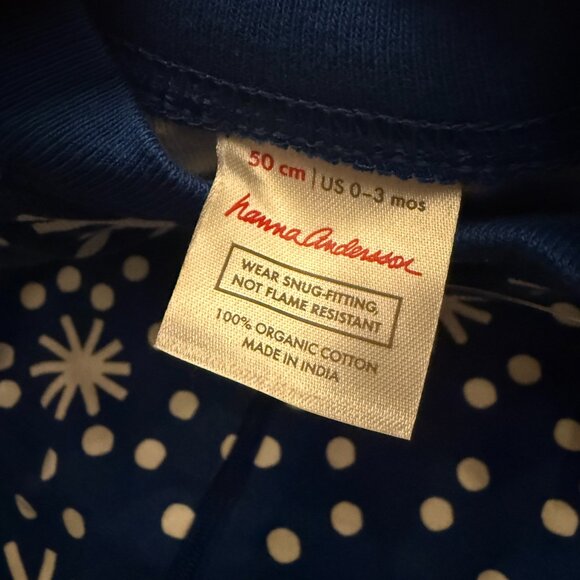 50 cm | US 0–3 mos
hanna Andersson
WEAR SNUG-FITTING,
NOT FLAME RESISTANT
100% ORGANIC COTTON
MADE IN INDIA